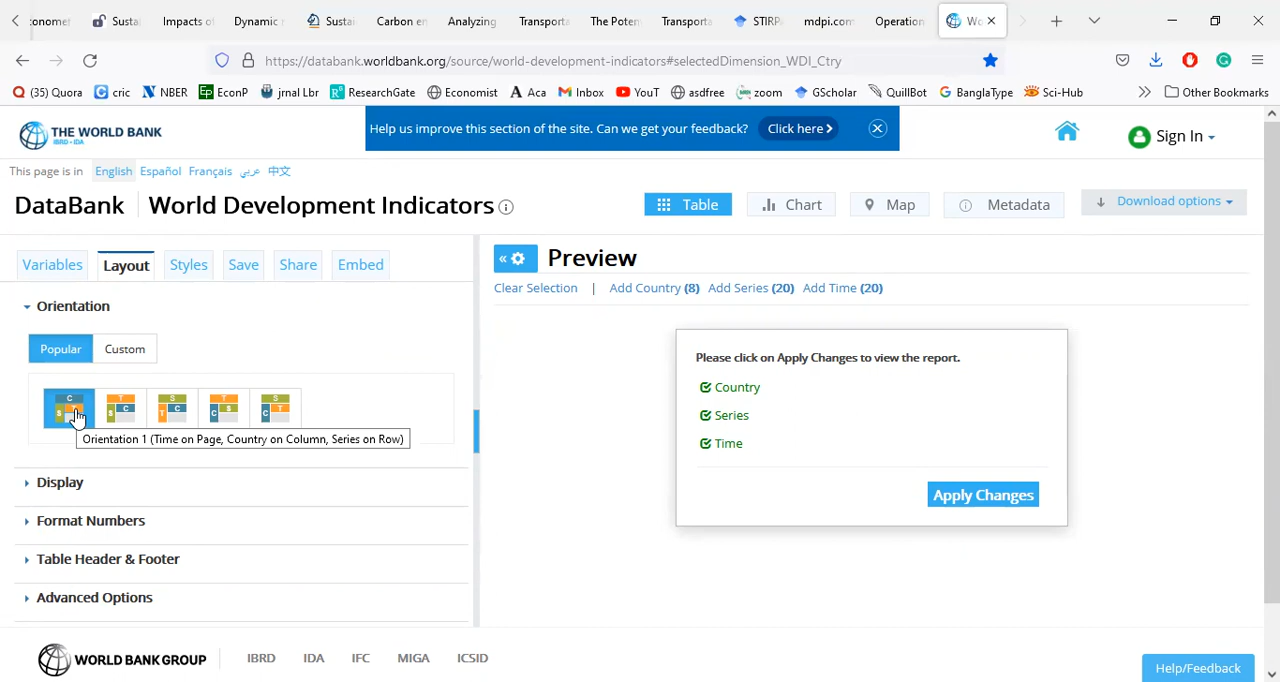 onomer
Susta
Impacts o
Dynamic
Sustai
Carbon e
Analyzing
Transporta
The Poten
Transporta
STIRP
mdpi.com
Operation
Wo
https://databank.worldbank.org/source/world-development-indicators#selectedDimension_WDI_Ctry
(35) Quora
cric
NBER
EconP
jrnal Lbr
ResearchGate
Economist
Aca
Inbox
YouT
asdfree
zoom
GScholar
QuillBot
BanglaType
Sci-Hub
Other Bookmarks
THE WORLD BANK
IBRD • IDA
Help us improve this section of the site. Can we get your feedback?
Click here
Sign In
This page is in English Español Français عربي 中文
DataBank
World Development Indicators
Table
Chart
Map
Metadata
Download options
Variables
Layout
Styles
Save
Share
Embed
Preview
Clear Selection | Add Country (8) Add Series (20) Add Time (20)
Orientation
Popular
Custom
C
S T
T
S C
S
T C
T
C S
S
C T
Orientation 1 (Time on Page, Country on Column, Series on Row)
Please click on Apply Changes to view the report.
Country
Series
Time
Apply Changes
Display
Format Numbers
Table Header & Footer
Advanced Options
WORLD BANK GROUP
IBRD
IDA
IFC
MIGA
ICSID
Help/Feedback